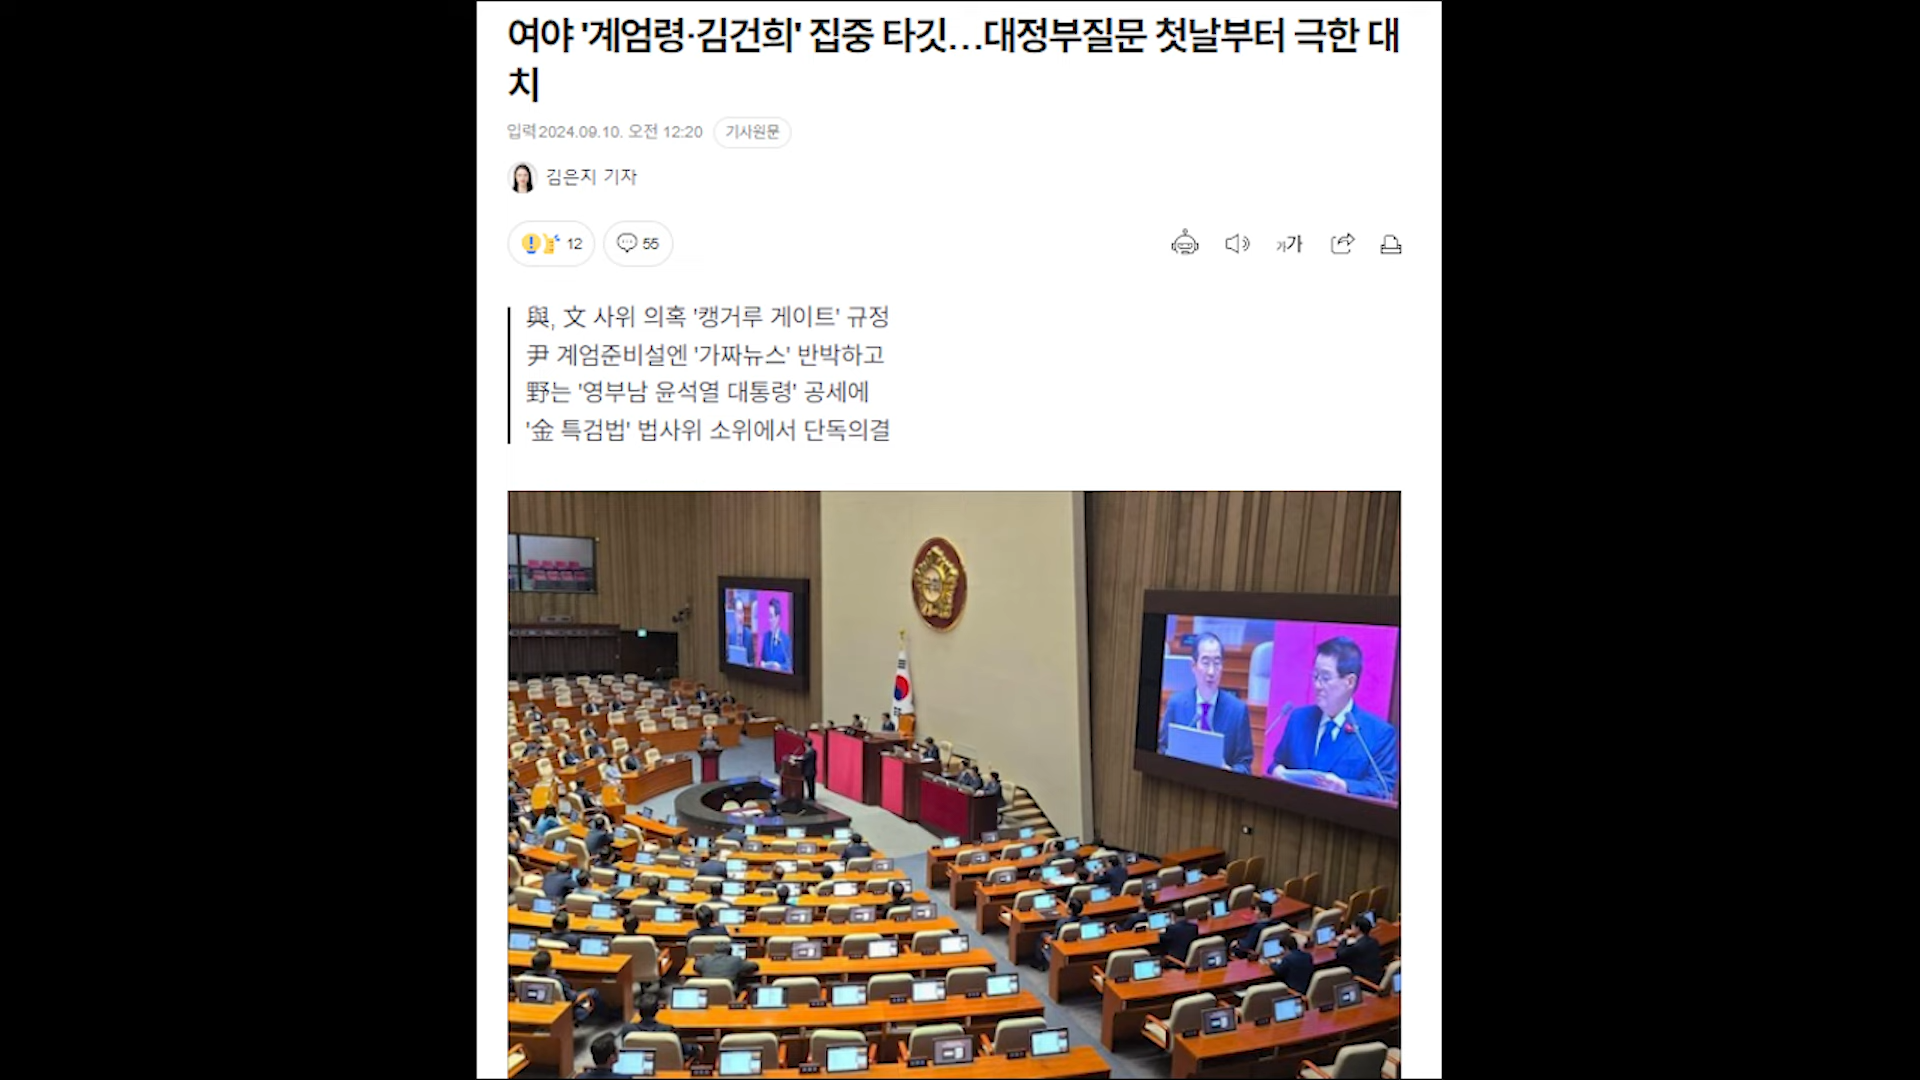 여야 '계엄령·김건희' 집중 타깃…대정부질문 첫날부터 극한 대
치
입력 2024.09.10. 오전 12:20 기사원문
김은지 기자
12 55
가가
與, 文 사위 의혹 '캥거루 게이트' 규정
尹 계엄준비설엔 '가짜뉴스' 반박하고
野는 '영부남 윤석열 대통령' 공세에
'金 특검법' 법사위 소위에서 단독의결